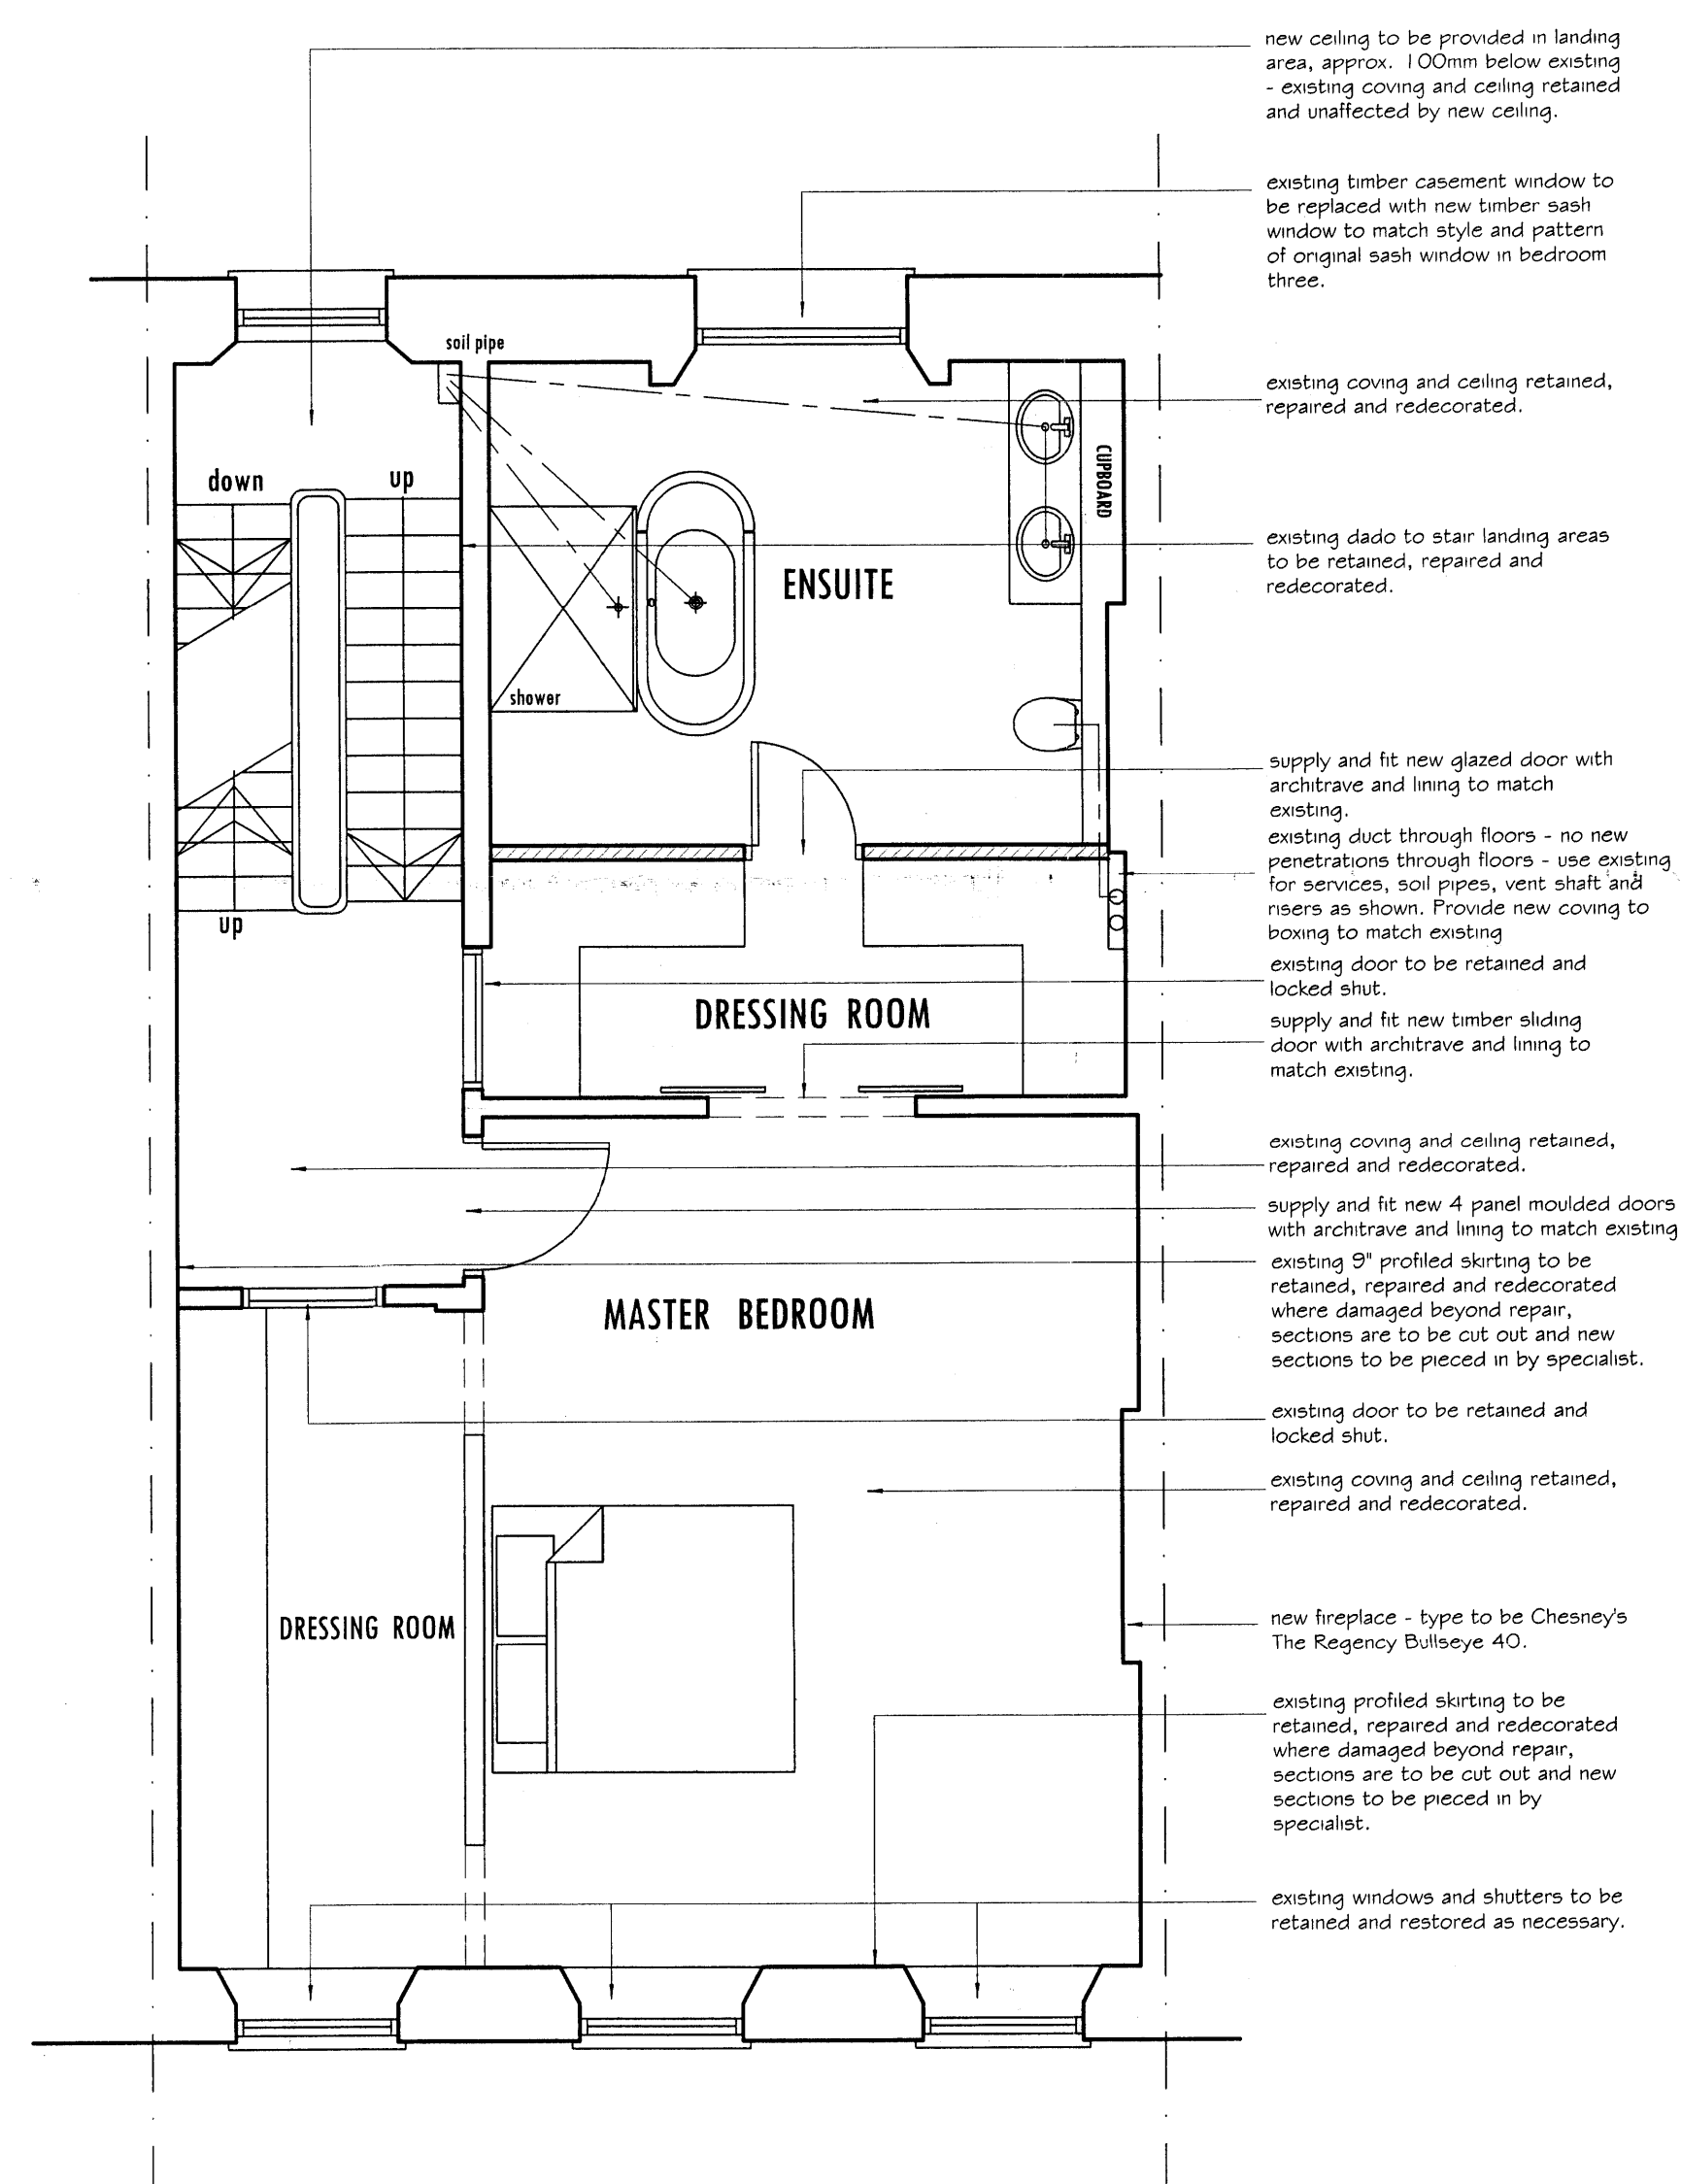 new ceiling to be provided in landing
area, approx. 100mm below existing
- existing coving and ceiling retained
and unaffected by new ceiling.
existing timber casement window to
be replaced with new timber sash
window to match style and pattern
of original sash window in bedroom
three.
soil pipe
existing coving and ceiling retained,
repaired and redecorated.
down
up
CUPBOARD
existing dado to stair landing areas
to be retained, repaired and
redecorated.
ENSUITE
shower
supply and fit new glazed door with
architrave and lining to match
existing.
existing duct through floors - no new
penetrations through floors - use existing
for services, soil pipes, vent shaft and
risers as shown. Provide new coving to
boxing to match existing
up
existing door to be retained and
locked shut.
DRESSING ROOM
supply and fit new timber sliding
door with architrave and lining to
match existing.
existing coving and ceiling retained,
repaired and redecorated.
supply and fit new 4 panel moulded doors
with architrave and lining to match existing
existing 9" profiled skirting to be
retained, repaired and redecorated
where damaged beyond repair,
sections are to be cut out and new
sections to be pieced in by specialist.
MASTER BEDROOM
existing door to be retained and
locked shut.
existing coving and ceiling retained,
repaired and redecorated.
DRESSING ROOM
new fireplace - type to be Chesney's
The Regency Bullseye 40.
existing profiled skirting to be
retained, repaired and redecorated
where damaged beyond repair,
sections are to be cut out and new
sections to be pieced in by
specialist.
existing windows and shutters to be
retained and restored as necessary.